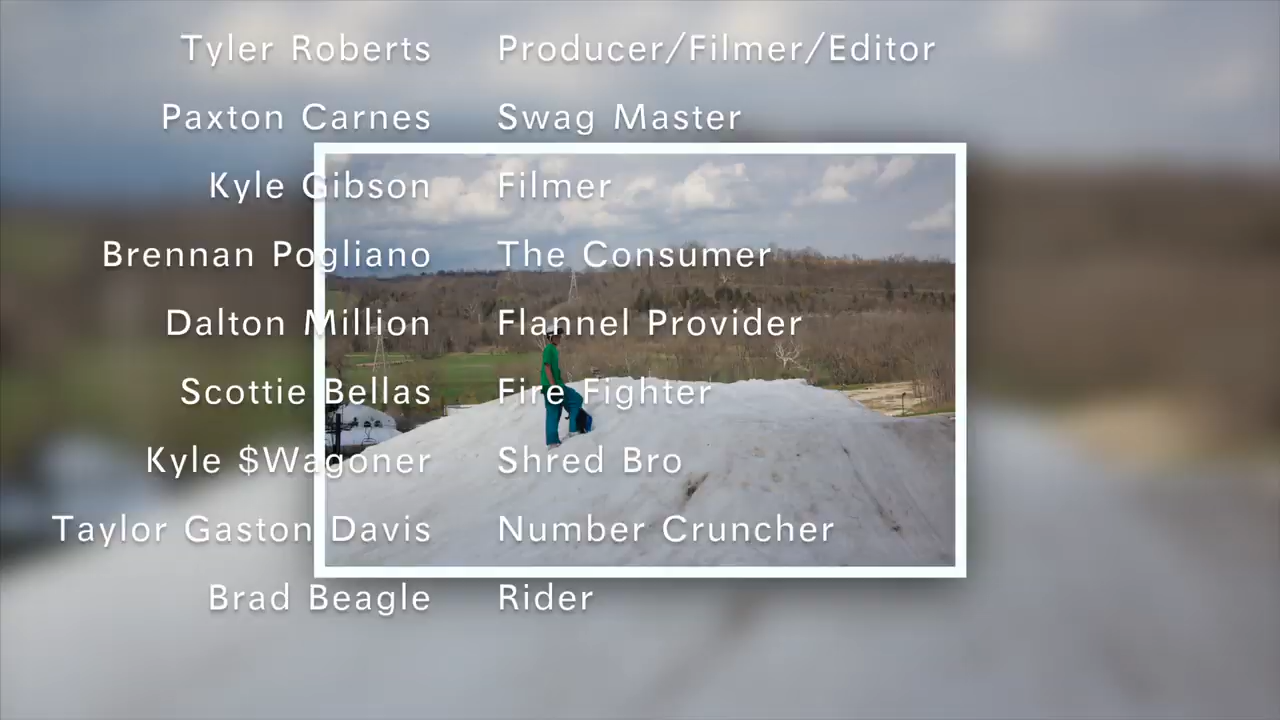 Tyler Roberts Producer/Filmer/Editor
Paxton Carnes Swag Master
Kyle Gibson Filmer
Brennan Pogliano The Consumer
Dalton Million Flannel Provider
Scottie Bellas Fire Fighter
Kyle $Wagoner Shred Bro
Taylor Gaston Davis Number Cruncher
Brad Beagle Rider